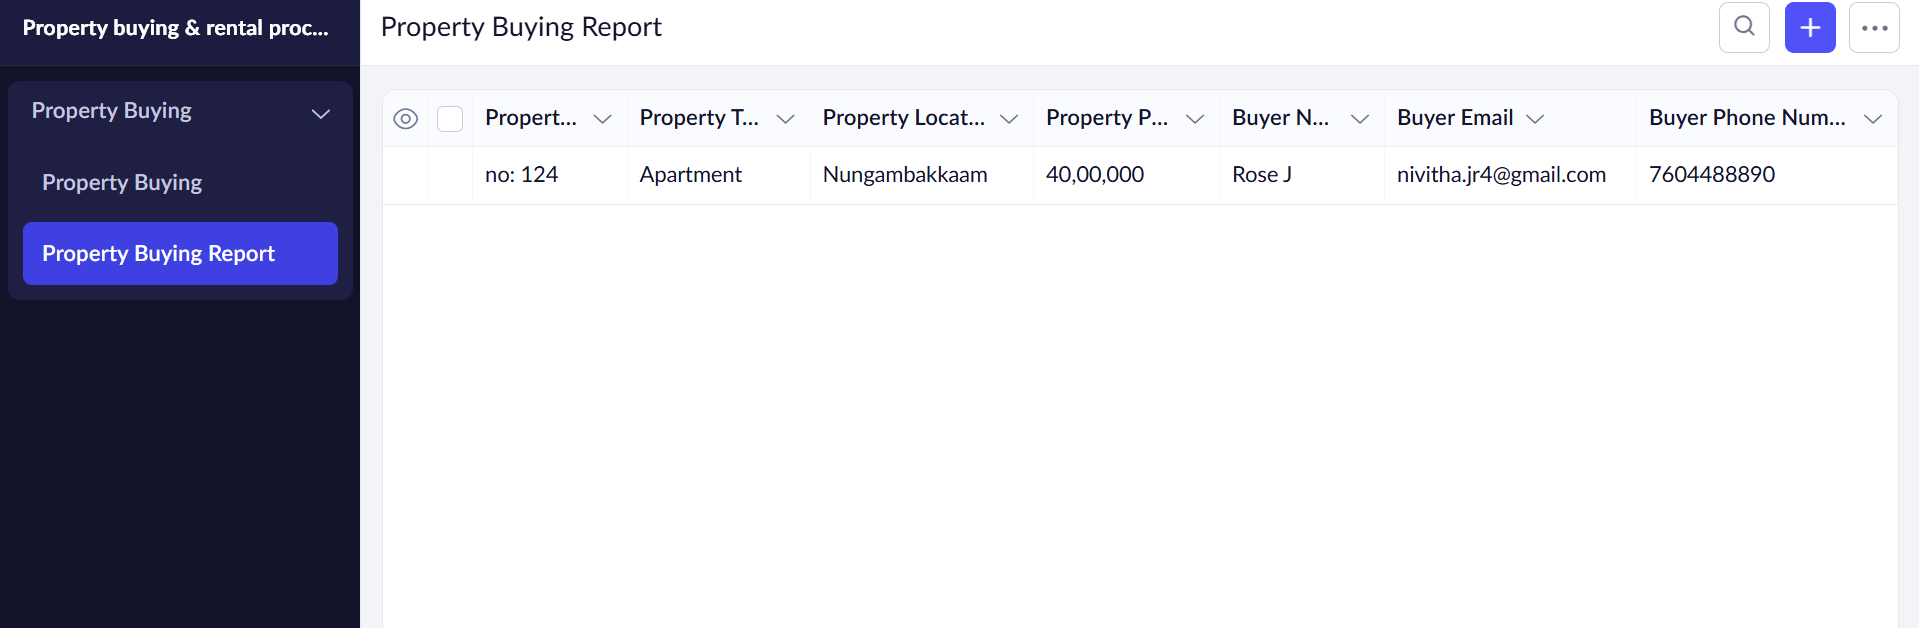 Property buying & rental proc...
Property Buying
Property Buying
Property Buying Report
Property Buying Report
Propert... Property T... Property Locat... Property P... Buyer N... Buyer Email Buyer Phone Num...
no: 124 Apartment Nungambakkaam 40,00,000 Rose J nivitha.jr4@gmail.com 7604488890